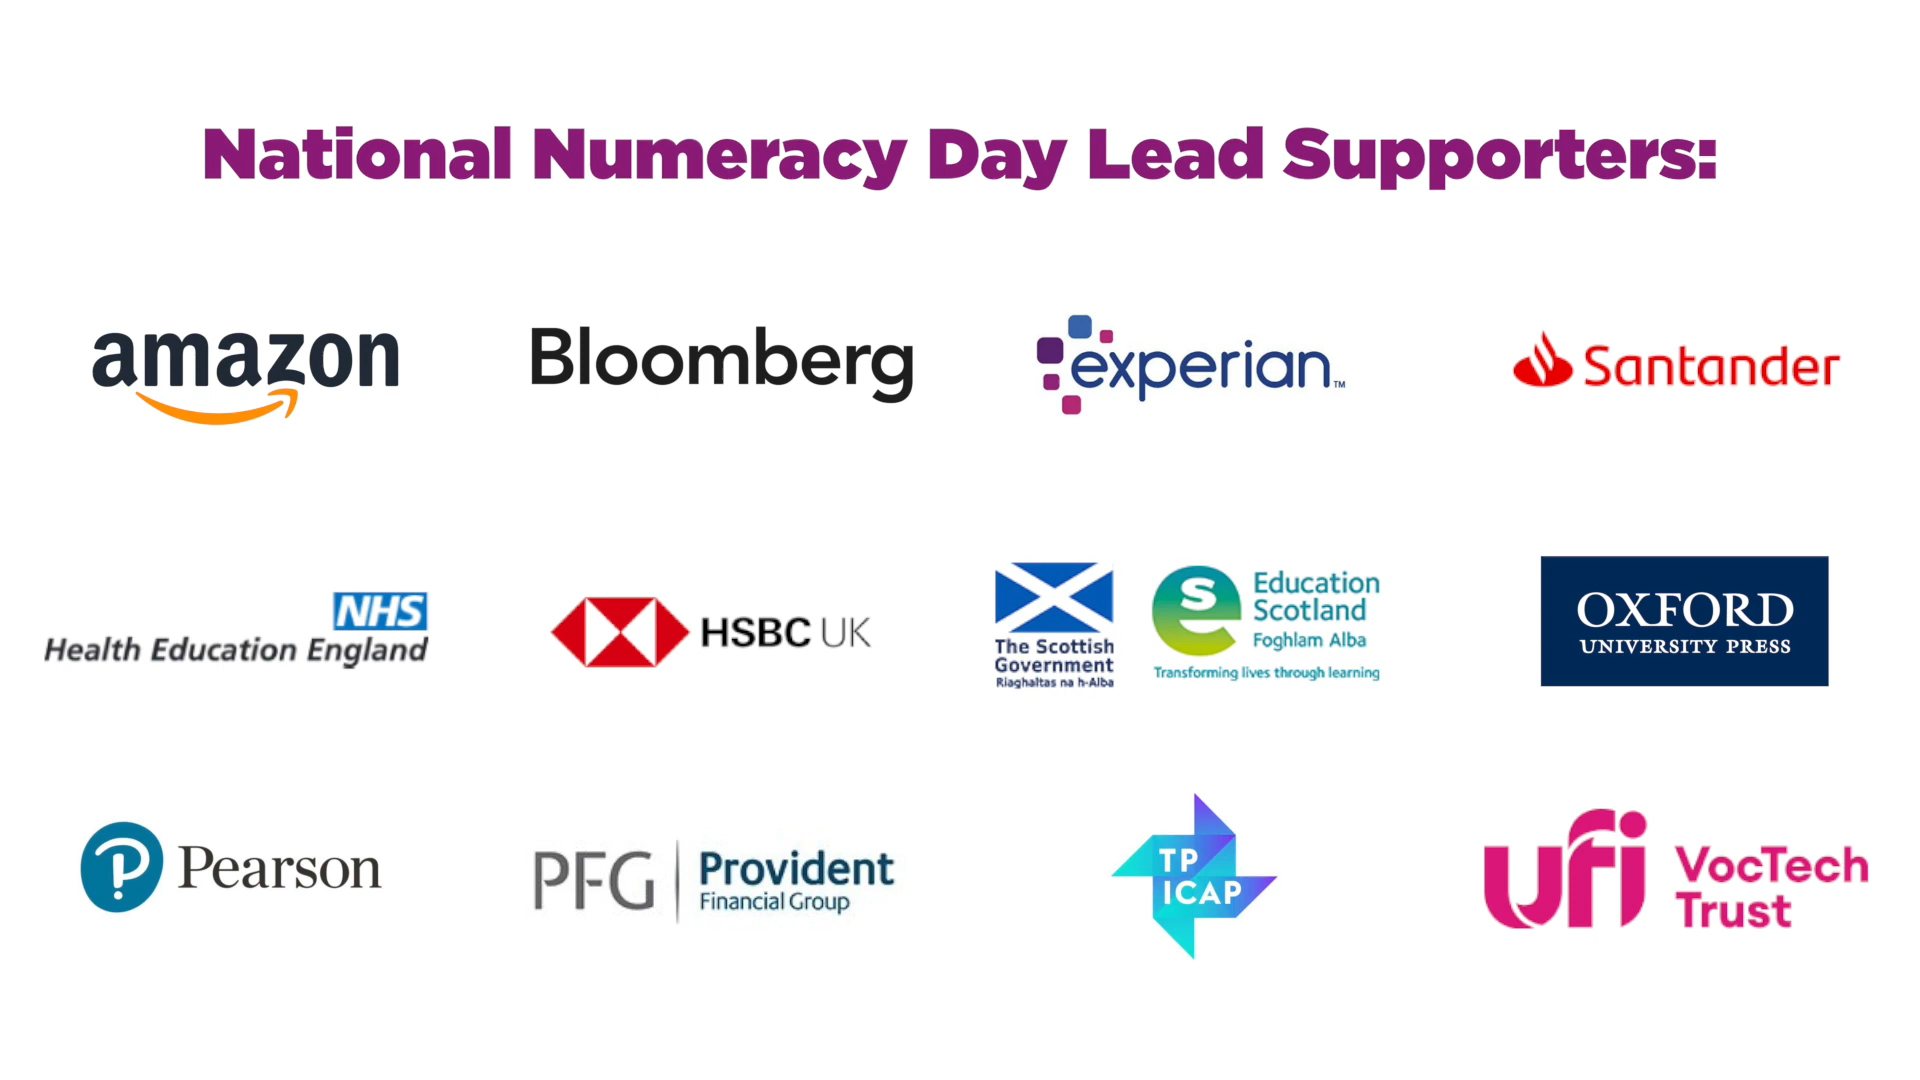 National Numeracy Day Lead Supporters:
amazon
Bloomberg
experian™
Santander
NHS
Health Education England
HSBC UK
The Scottish
Government
Riaghaltas na h-Alba
Education
Scotland
Foghlam Alba
Transforming lives through learning
OXFORD
UNIVERSITY PRESS
Pearson
PFG
Provident
Financial Group
TP
ICAP
ufi
VocTech
Trust